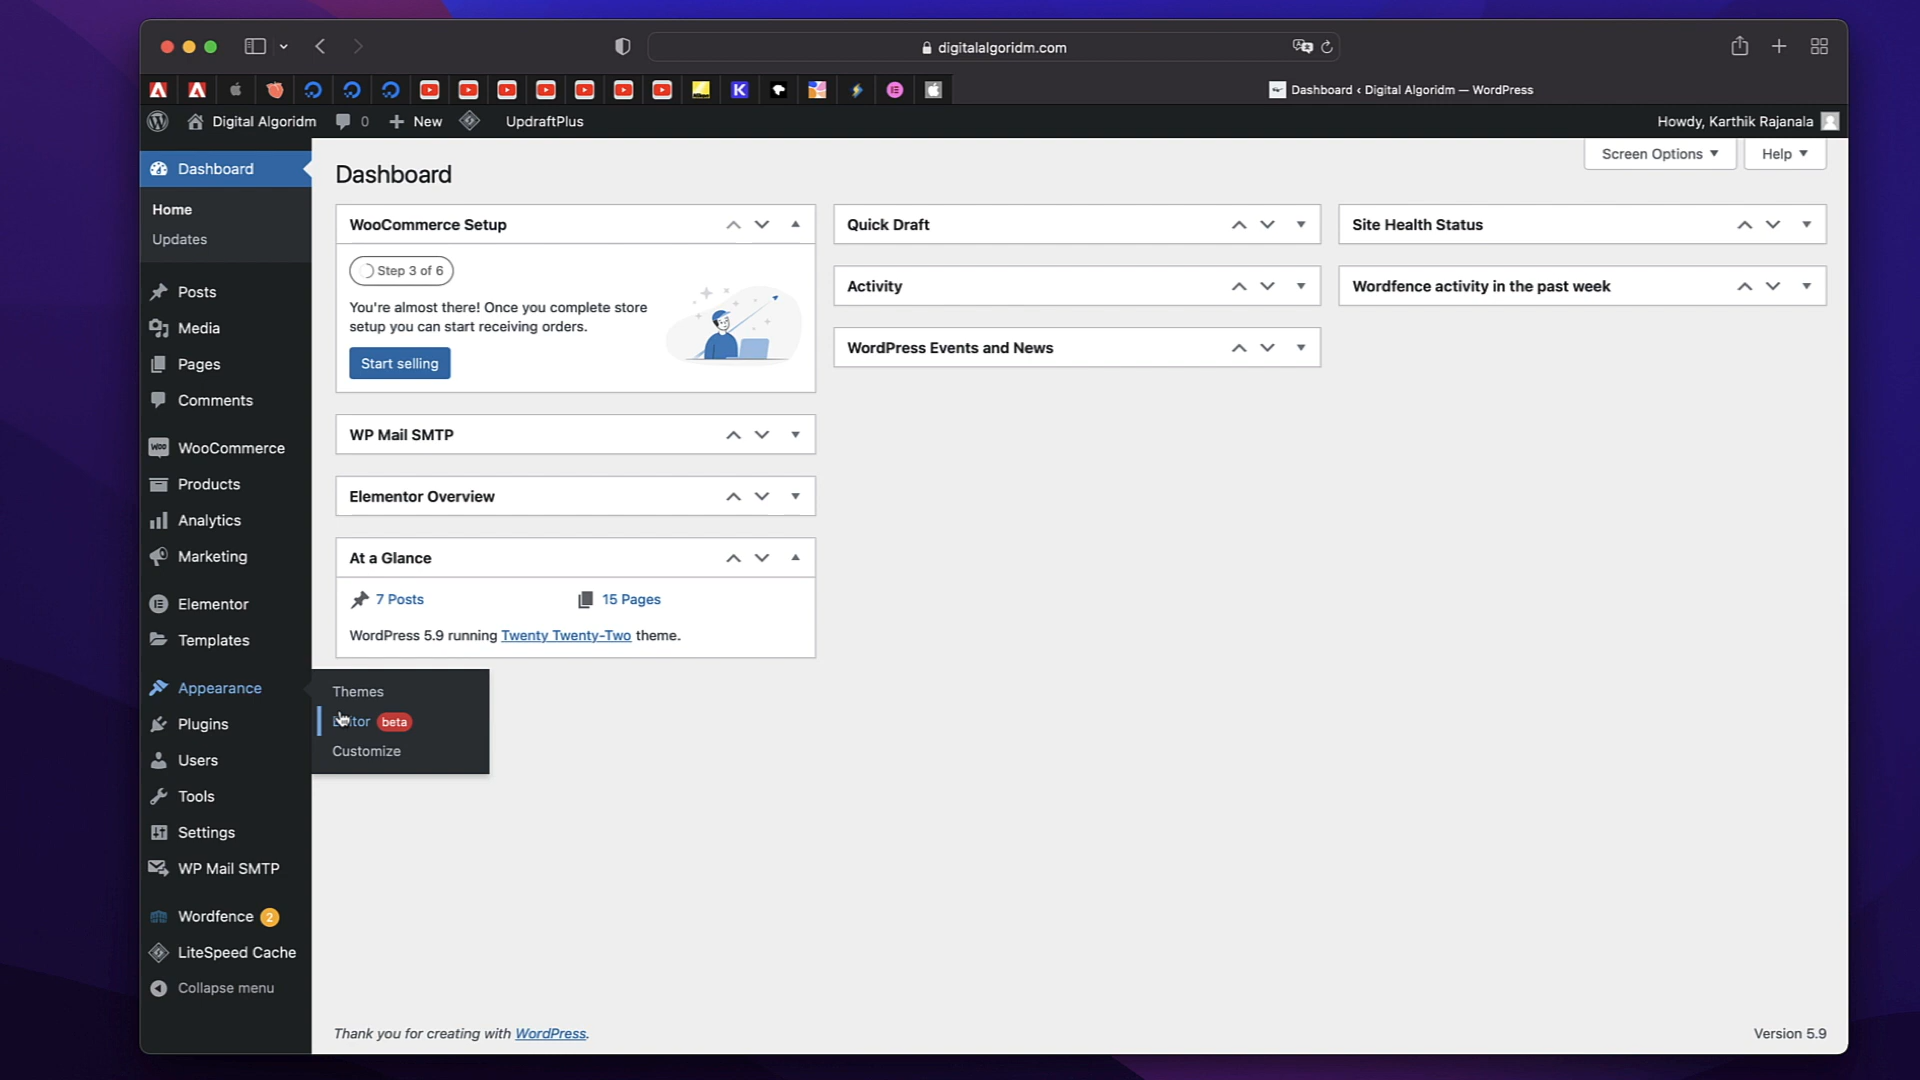 digitalalgoridm.com
Dashboard ‹ Digital Algoridm — WordPress
Digital Algoridm
0
New
UpdraftPlus
Howdy, Karthik Rajanala
Dashboard
Home
Updates
Posts
Media
Pages
Comments
WooCommerce
Products
Analytics
Marketing
Elementor
Templates
Appearance
Plugins
Users
Tools
Settings
WP Mail SMTP
Wordfence 2
LiteSpeed Cache
Collapse menu
Themes
beta
Customize
Screen Options
Help
Dashboard
WooCommerce Setup
Step 3 of 6
You're almost there! Once you complete store
setup you can start receiving orders.
Start selling
WP Mail SMTP
Elementor Overview
At a Glance
7 Posts
15 Pages
WordPress 5.9 running Twenty Twenty-Two theme.
Quick Draft
Activity
WordPress Events and News
Site Health Status
Wordfence activity in the past week
Thank you for creating with WordPress.
Version 5.9